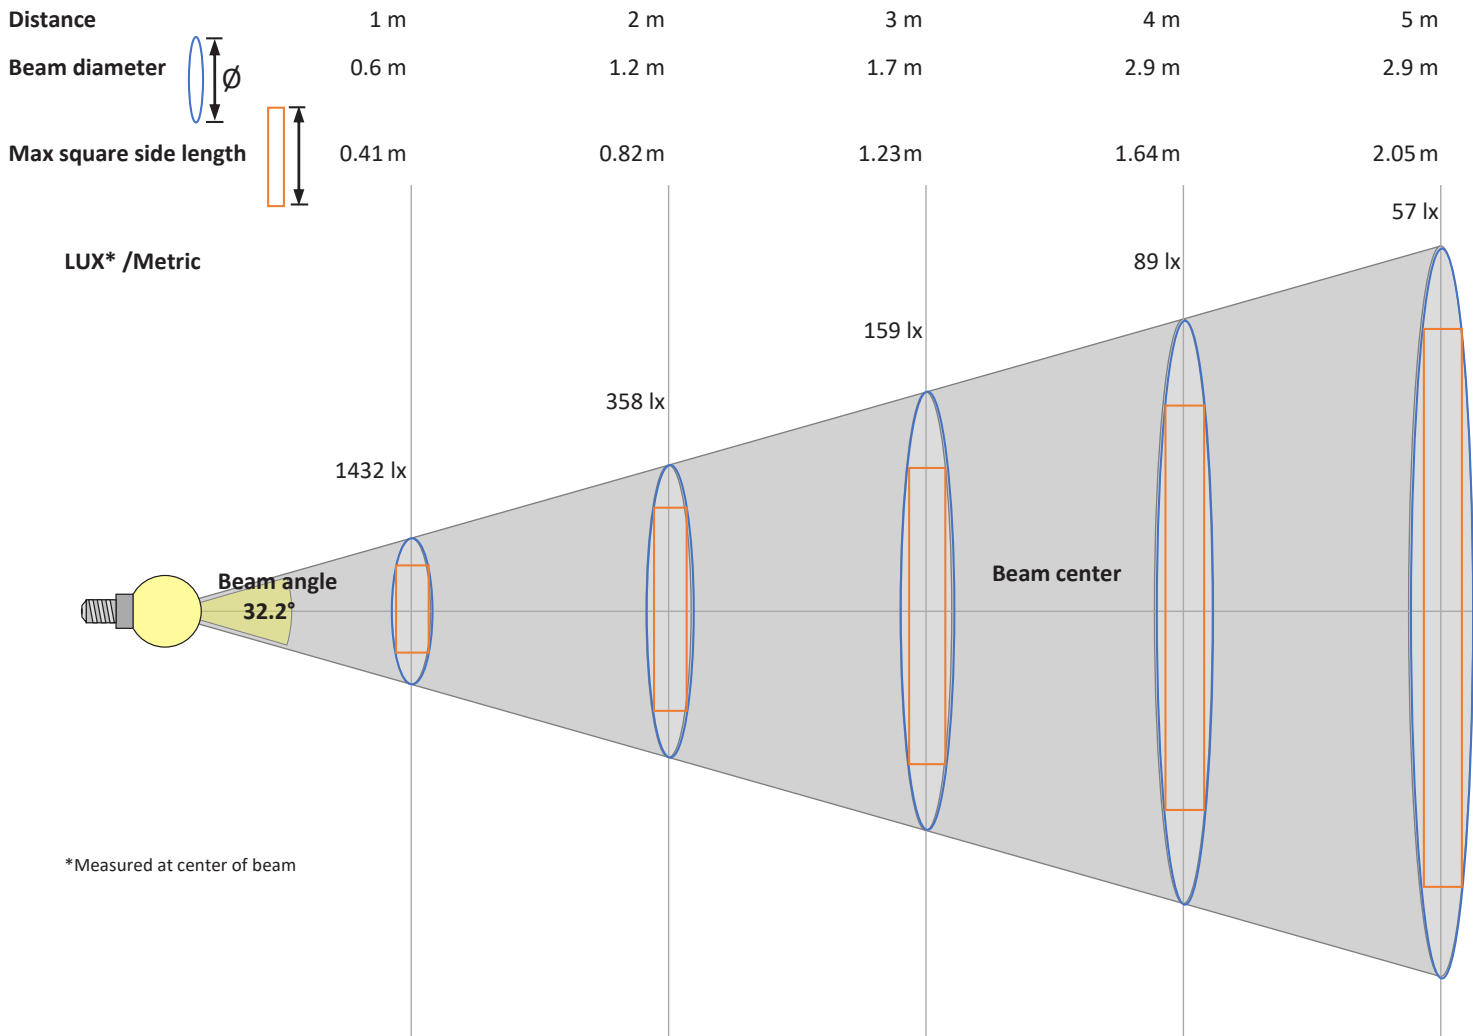 Distance 1 m 2 m 3 m 4 m 5 m
Beam diameter Ø 0.6 m 1.2 m 1.7 m 2.9 m 2.9 m
Max square side length 0.41 m 0.82 m 1.23 m 1.64 m 2.05 m
57 lx
LUX* /Metric 89 lx
159 lx
358 lx
1432 lx
Beam angle
32.2°
Beam center
*Measured at center of beam